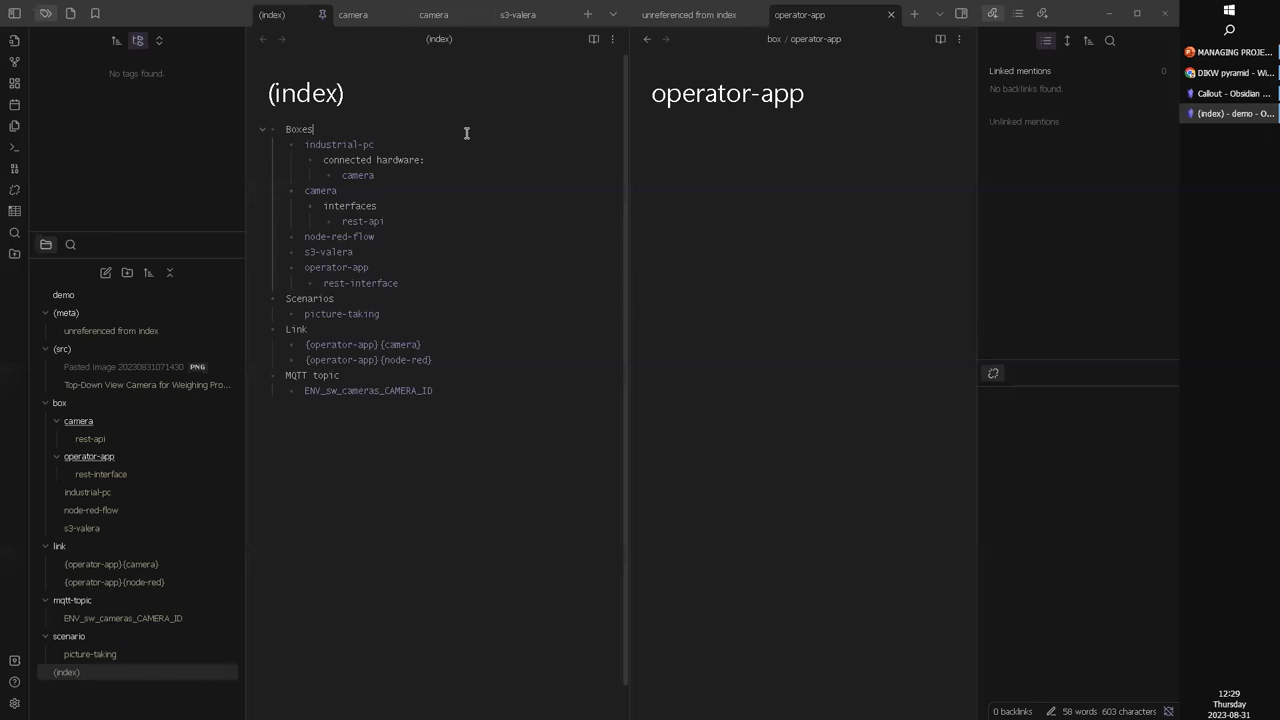 (index)
camera
camera
s3-valera
unreferenced from index
operator-app
No tags found.
demo
(meta)
unreferenced from index
(src)
Pasted image 20230831071430 PNG
Top-Down View Camera for Weighing Pro...
box
camera
rest-api
operator-app
rest-interface
industrial-pc
node-red-flow
s3-valera
link
{operator-app}{camera}
{operator-app}{node-red}
mqtt-topic
ENV_sw_cameras_CAMERA_ID
scenario
picture-taking
(index)
(index)
(index)
Boxes
industrial-pc
connected hardware:
camera
camera
interfaces
rest-api
node-red-flow
s3-valera
operator-app
rest-interface
Scenarios
picture-taking
Link
{operator-app}{camera}
{operator-app}{node-red}
MQTT topic
ENV_sw_cameras_CAMERA_ID
box / operator-app
operator-app
Linked mentions 0
No backlinks found.
Unlinked mentions
0 backlinks 58 words 603 characters
MANAGING PROJE...
DIKW pyramid - Wi...
Callout - Obsidian ...
(index) - demo - O...
12:29
Thursday
2023-08-31